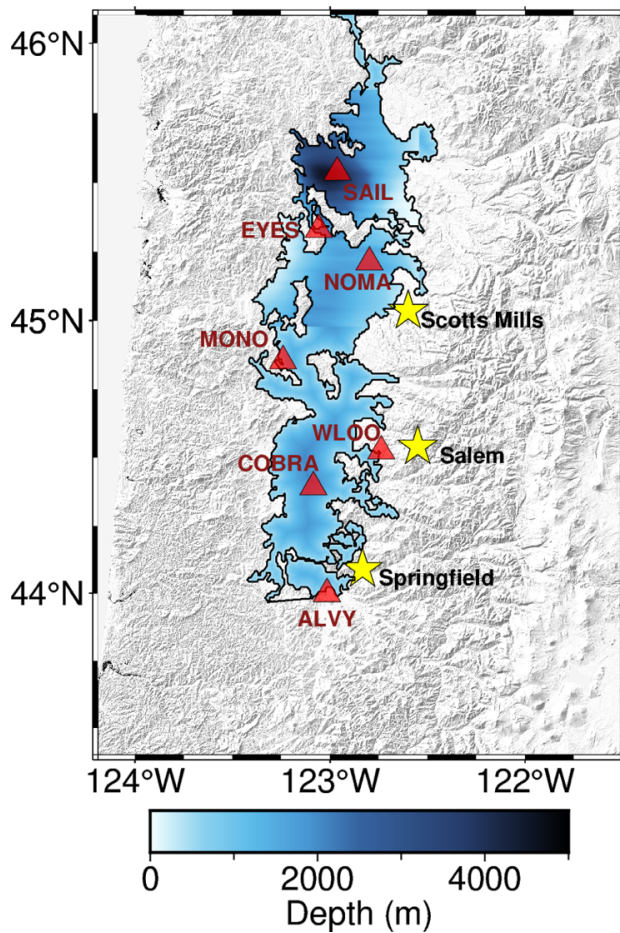 46°N
SAIL
EYES
NOMA
45°N
Scotts Mills
MONO
WLOO
Salem
COBRA
Springfield
44°N
ALVY
124°W 123°W 122°W
0 2000 4000
Depth (m)